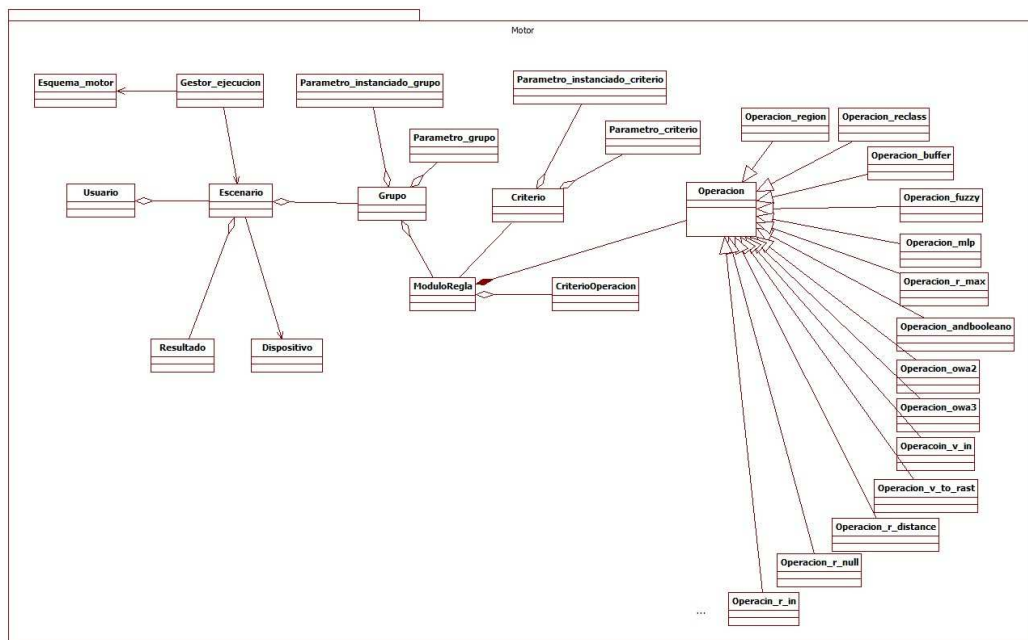 Motor
Esquema_motor
Gestor_ejecucion
Parametro_instanciado_grupo
Parametro_instanciado_criterio
Parametro_grupo
Parametro_criterio
Operacion_region
Operacion_reclass
Operacion_buffer
Usuario
Escenario
Grupo
Criterio
Operacion
Operacion_fuzzy
Operacion_mlp
Operacion_r_max
ModuloRegla
CriterioOperacion
Operacion_andbooleano
Resultado
Dispositivo
Operacion_owa2
Operacion_owa3
Operacoin_v_in
Operacion_v_to_rast
Operacion_r_distance
Operacion_r_null
Operacin_r_in
...